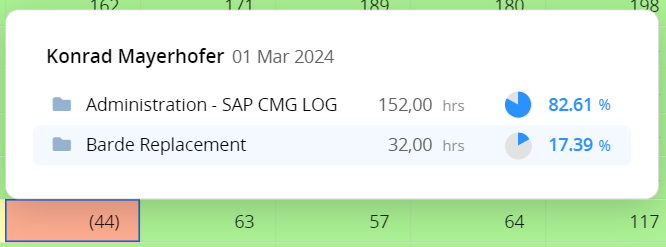 162 171 189 180 198
Konrad Mayerhofer 01 Mar 2024
Administration - SAP CMG LOG 152,00 hrs 82.61 %
Barde Replacement 32,00 hrs 17.39 %
(44) 63 57 64 117